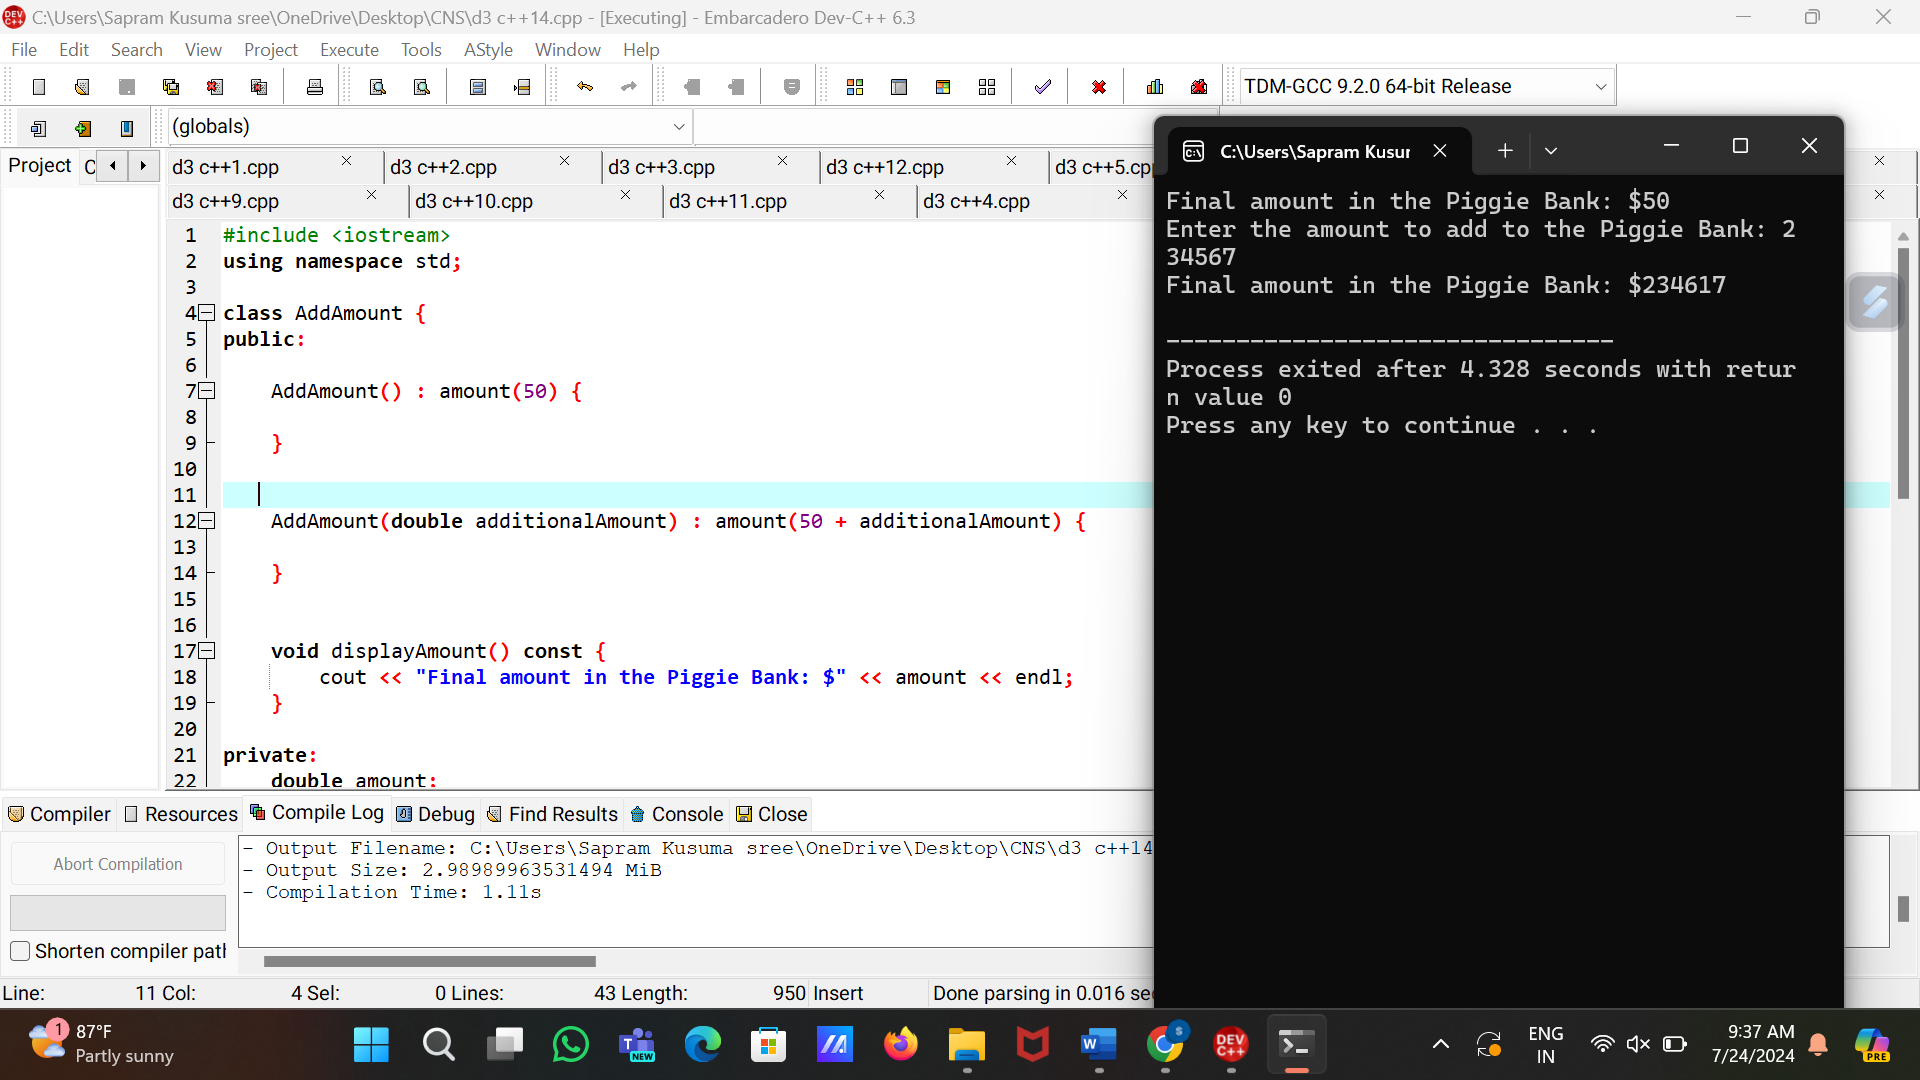 C:\Users\Sapram Kusuma sree\OneDrive\Desktop\CNS\d3 c++14.cpp - [Executing] - Embarcadero Dev-C++ 6.3
File Edit Search View Project Execute Tools AStyle Window Help
TDM-GCC 9.2.0 64-bit Release
(globals)
Project
d3 c++1.cpp d3 c++2.cpp d3 c++3.cpp d3 c++12.cpp d3 c++5.cpp
d3 c++9.cpp d3 c++10.cpp d3 c++11.cpp d3 c++4.cpp
1 #include <iostream>
2 using namespace std;
3
4 class AddAmount {
5 public:
6
7 AddAmount() : amount(50) {
8
9 }
10
11
12 AddAmount(double additionalAmount) : amount(50 + additionalAmount) {
13
14 }
15
16
17 void displayAmount() const {
18 cout << "Final amount in the Piggie Bank: $" << amount << endl;
19 }
20
21 private:
22 double amount;
C:\Users\Sapram Kusur
Final amount in the Piggie Bank: $50
Enter the amount to add to the Piggie Bank: 2
34567
Final amount in the Piggie Bank: $234617
--------------------------------
Process exited after 4.328 seconds with retur
n value 0
Press any key to continue . . .
Compiler Resources Compile Log Debug Find Results Console Close
Abort Compilation
Shorten compiler path
- Output Filename: C:\Users\Sapram Kusuma sree\OneDrive\Desktop\CNS\d3 c++14
- Output Size: 2.98989963531494 MiB
- Compilation Time: 1.11s
Line: 11 Col: 4 Sel: 0 Lines: 43 Length: 950 Insert Done parsing in 0.016 sec
1
87°F
Partly sunny
NEW
DEV C++
ENG
IN
9:37 AM
7/24/2024
PRE